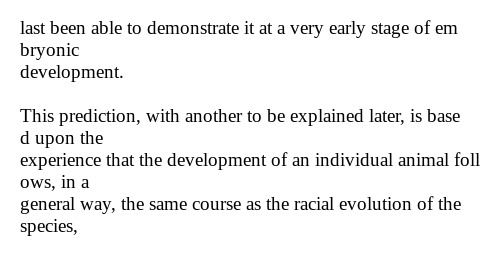 last been able to demonstrate it at a very early stage of em
bryonic
development.

This prediction, with another to be explained later, is base
d upon the
experience that the development of an individual animal foll
ows, in a
general way, the same course as the racial evolution of the
species,